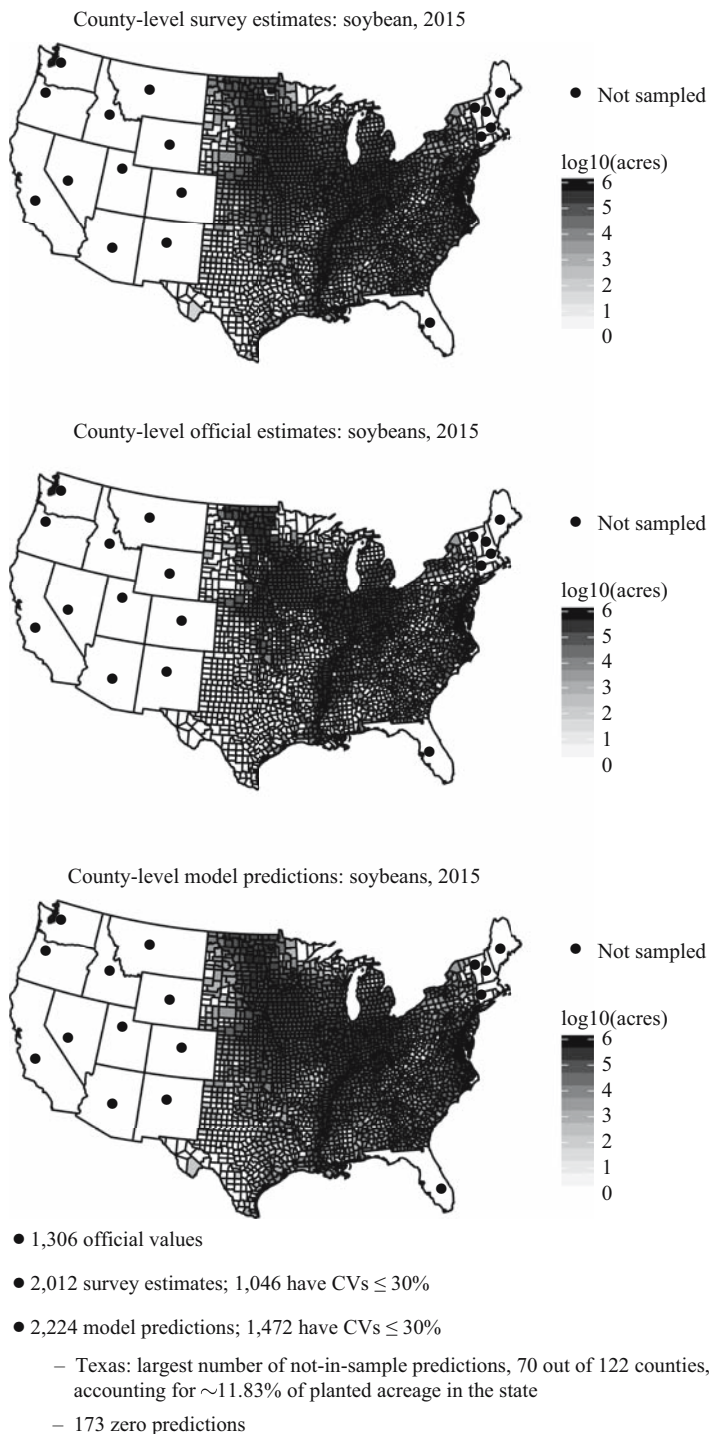 County-level survey estimates: soybean, 2015
● Not sampled
log10(acres)
6
5
4
3
2
1
0
County-level official estimates: soybeans, 2015
● Not sampled
log10(acres)
6
5
4
3
2
1
0
County-level model predictions: soybeans, 2015
● Not sampled
log10(acres)
6
5
4
3
2
1
0
● 1,306 official values
● 2,012 survey estimates; 1,046 have CVs ≤ 30%
● 2,224 model predictions; 1,472 have CVs ≤ 30%
– Texas: largest number of not-in-sample predictions, 70 out of 122 counties,
accounting for ∼11.83% of planted acreage in the state
– 173 zero predictions